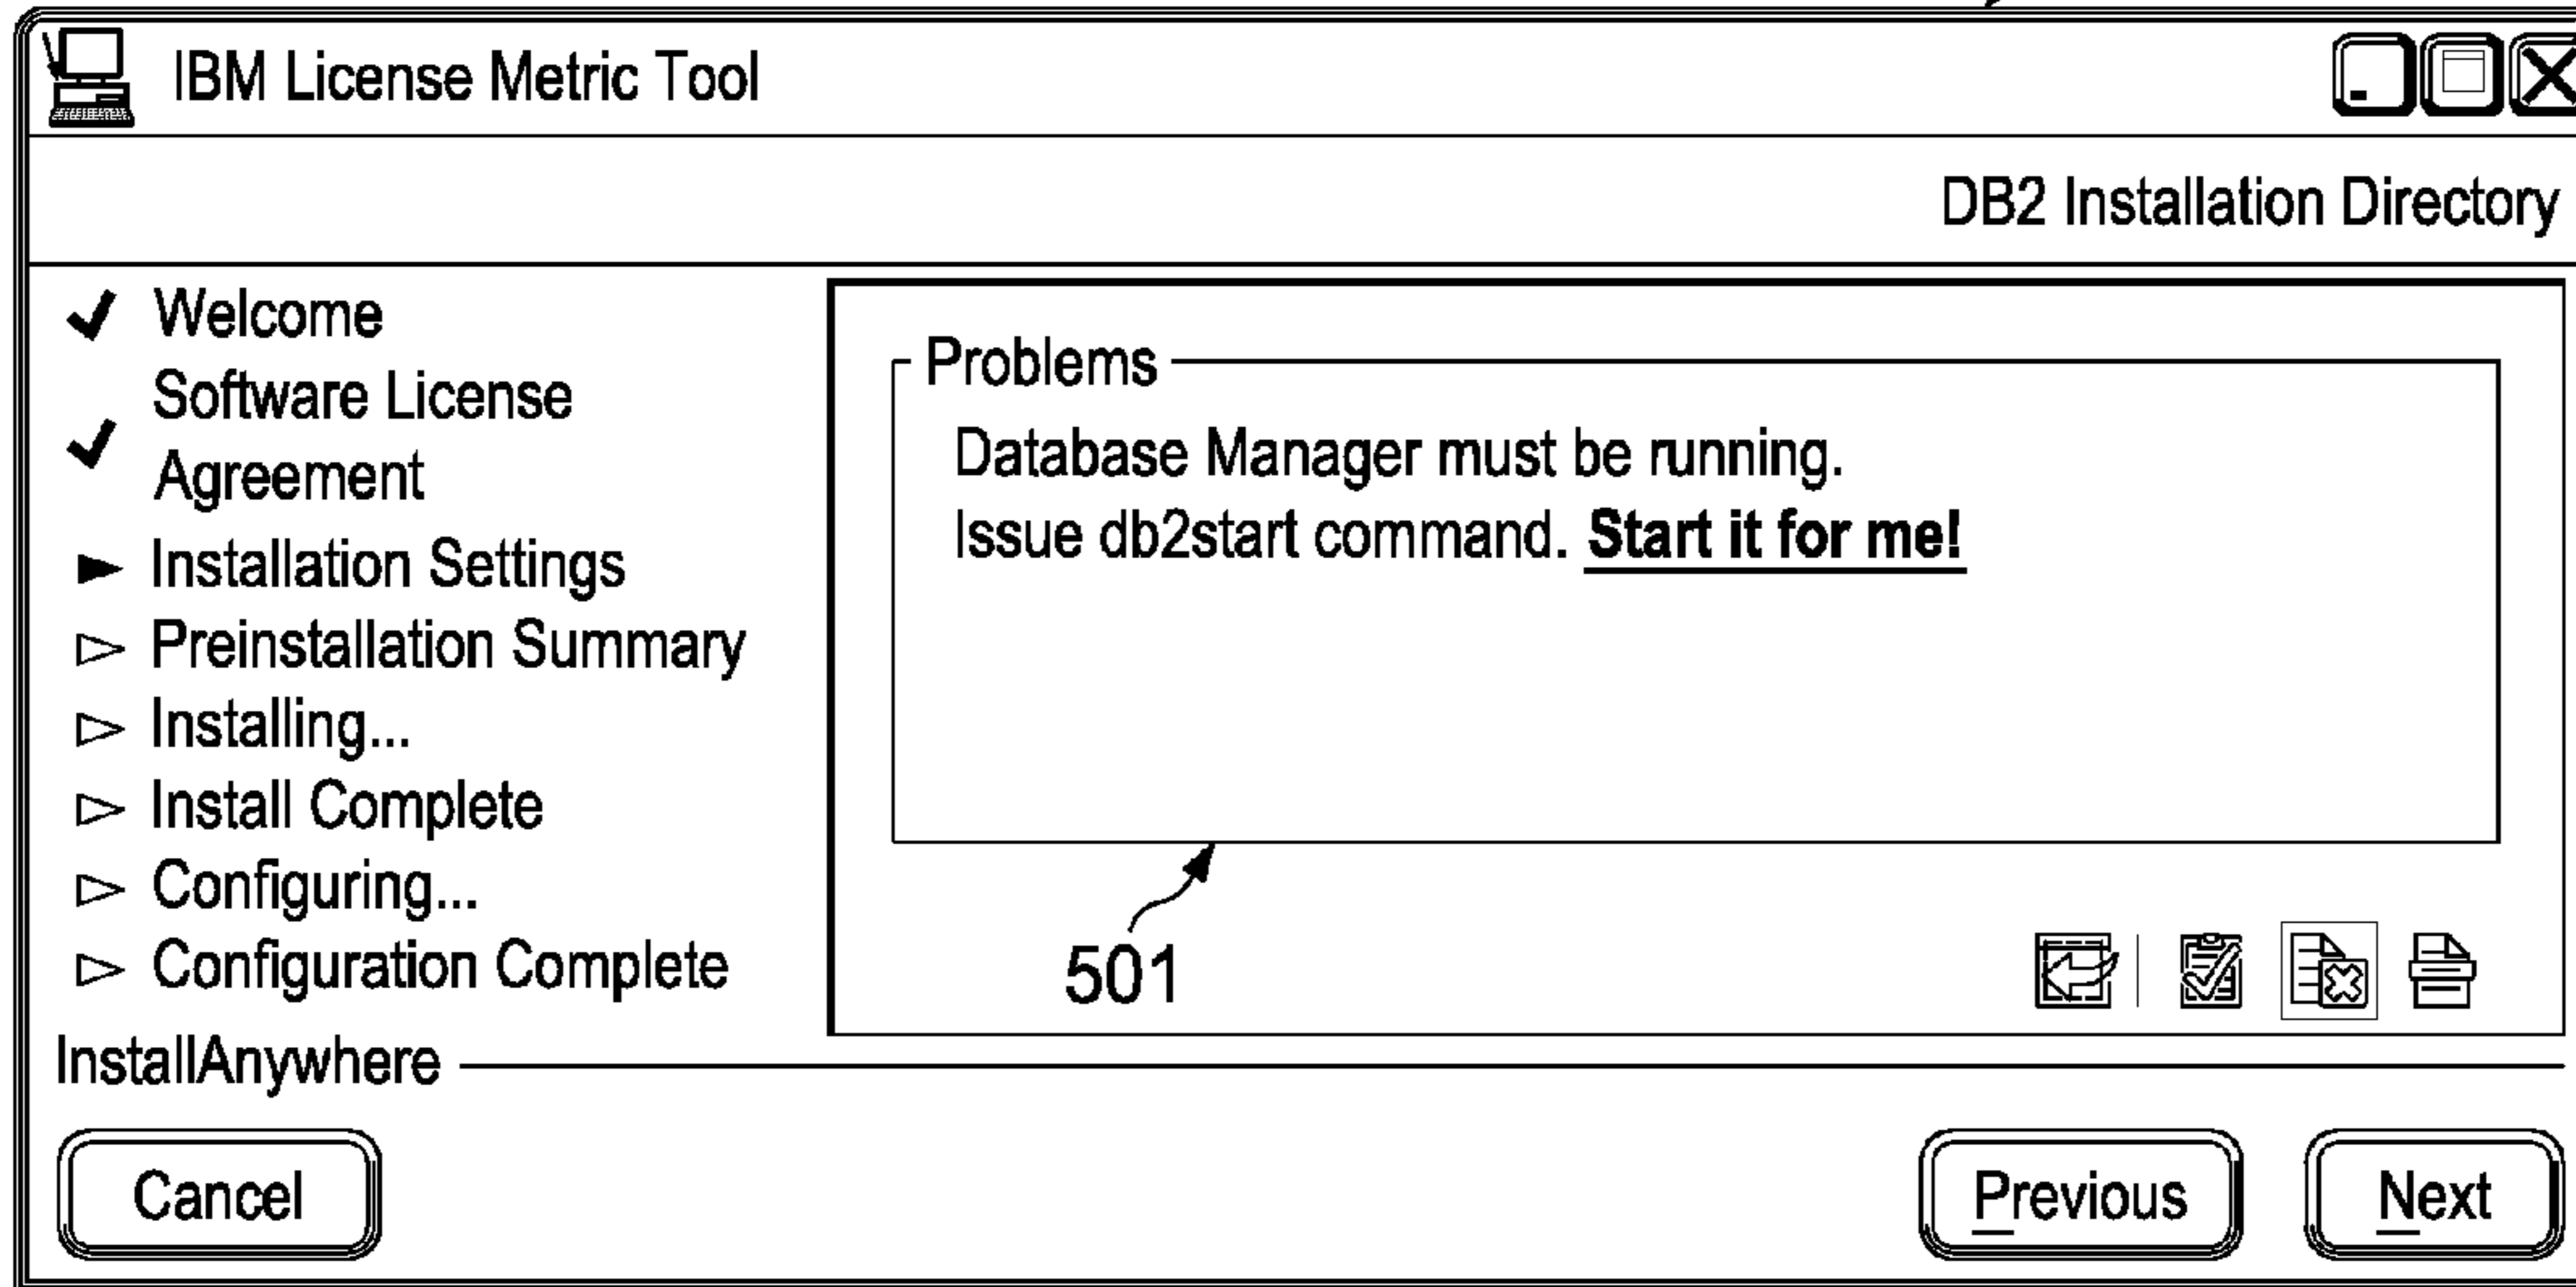 IBM License Metric Tool
DB2 Installation Directory
Welcome
Software License
Agreement
Installation Settings
Preinstallation Summary
Installing...
Install Complete
Configuring...
Configuration Complete
Problems
Database Manager must be running.
Issue db2start command. Start it for me!
501
InstallAnywhere
Cancel
Previous
Next